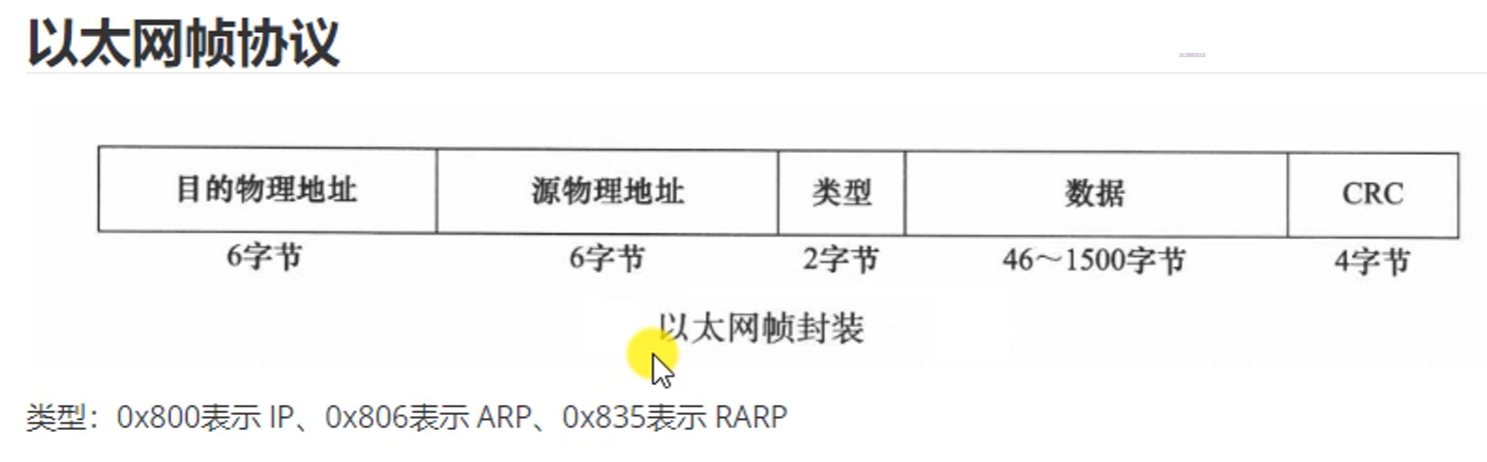 以太网帧协议
目的物理地址 源物理地址 类型 数据 CRC
6字节 6字节 2字节 46～1500字节 4字节
以太网帧封装
类型：0x800表示 IP、0x806表示 ARP、0x835表示 RARP